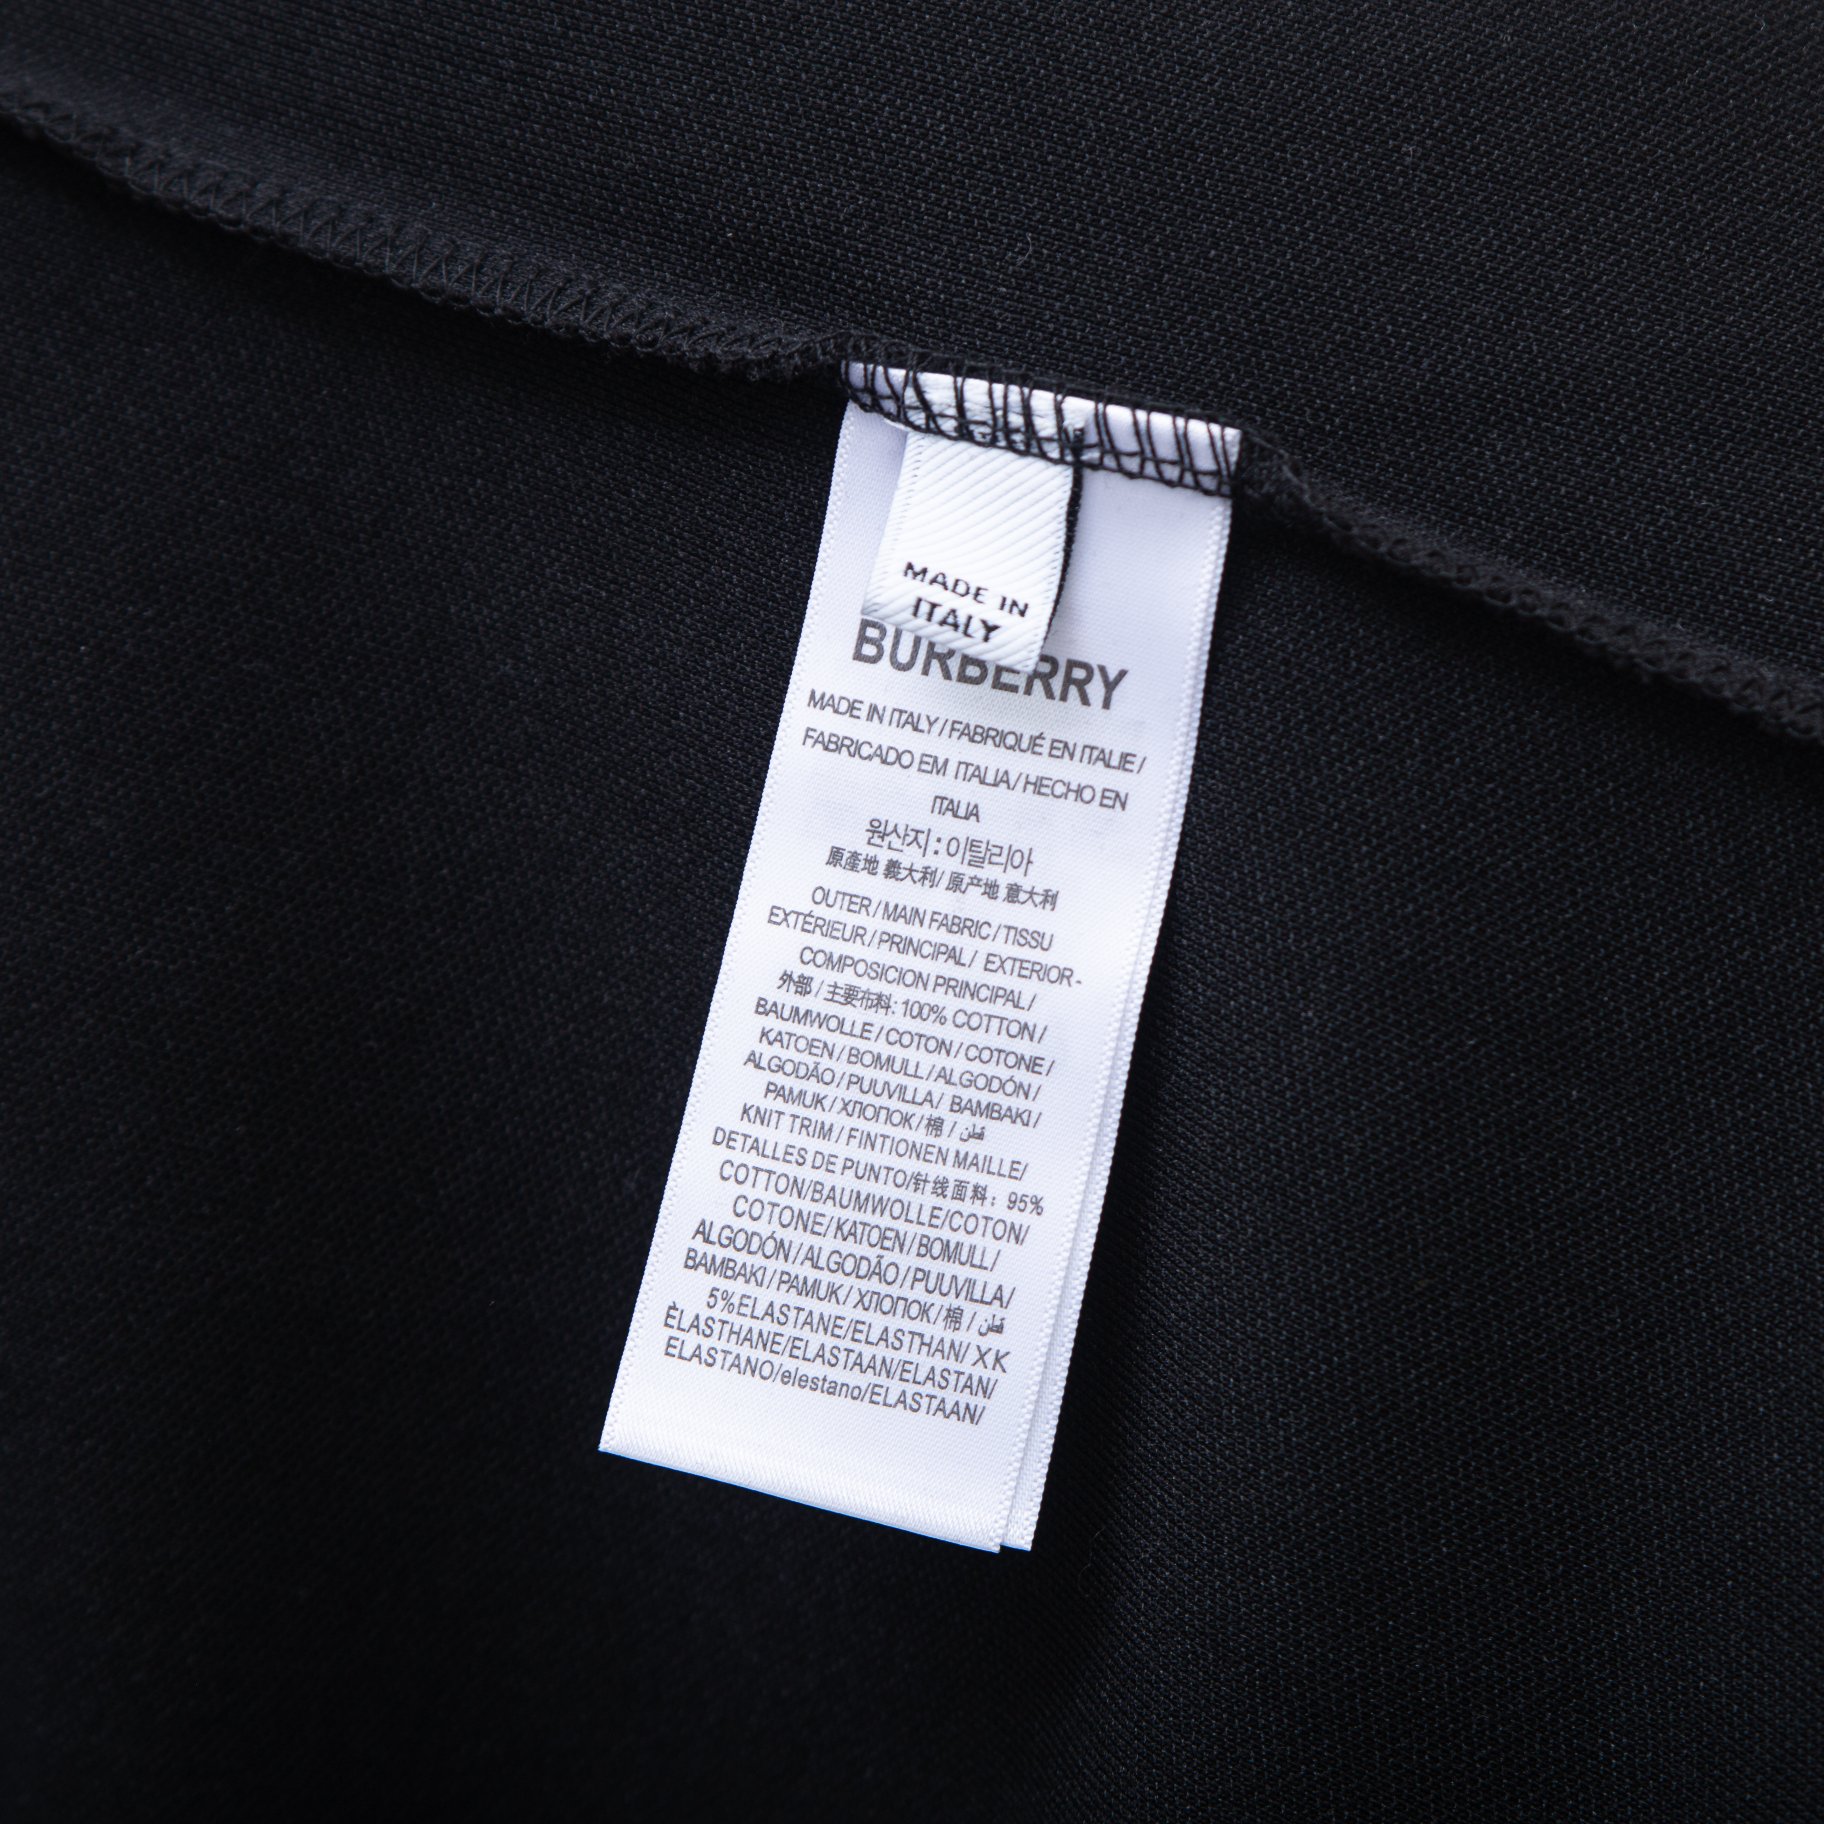 MADE IN
ITALY
BURBERRY
MADE IN ITALY / FABRIQUÉ EN ITALIE /
FABRICADO EM ITALIA / HECHO EN
ITALIA
원산지 : 이탈리아
原產地 義大利/ 原产地 意大利
OUTER / MAIN FABRIC / TISSU
EXTÉRIEUR / PRINCIPAL / EXTERIOR-
COMPOSICION PRINCIPAL /
外部 / 主要布料: 100% COTTON /
BAUMWOLLE / COTON / COTONE /
KATOEN / BOMULL / ALGODÓN /
ALGODÃO / PUUVILLA / BAMBAKI /
PAMUK / ХЛОПОК / 棉 / قطن
KNIT TRIM / FINTIONEN MAILLE/
DETALLES DE PUNTO/针线面料: 95%
COTTON/BAUMWOLLE/COTON/
COTONE/ KATOEN / BOMULL /
ALGODÓN / ALGODÃO / PUUVILLA /
BAMBAKI / PAMUK / ХЛОПОК / 棉 / قطن
5%ELASTANE/ELASTHAN/ XK
ÈLASTHANE/ELASTAAN/ELASTAN/
ELASTANO/elestano/ELASTAAN/